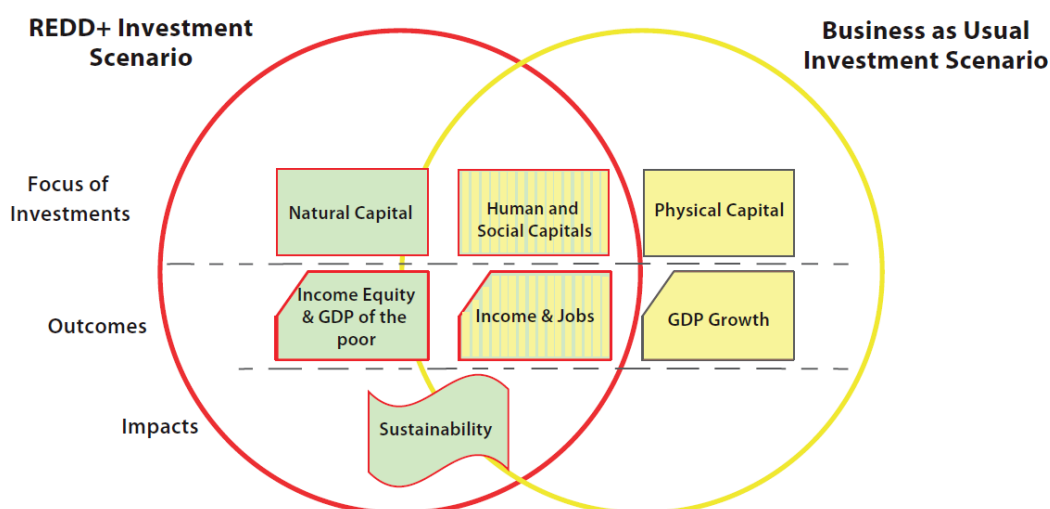 REDD+ Investment
Scenario
Business as Usual
Investment Scenario
Focus of
Investments
Natural Capital
Human and
Social Capitals
Physical Capital
Outcomes
Income Equity
& GDP of the
poor
Income & Jobs
GDP Growth
Impacts
Sustainability